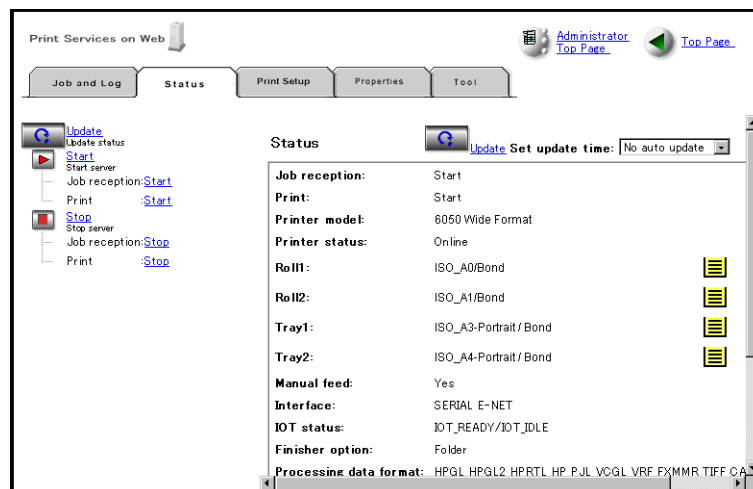 Print Services on Web
Administrator
Top Page
Top Page
Job and Log
Status
Print Setup
Properties
Tool
Update
Update status
Start
Start server
Job reception:Start
Print :Start
Stop
Stop server
Job reception:Stop
Print :Stop
Status
Update Set update time: No auto update
Job reception: Start
Print: Start
Printer model: 6050 Wide Format
Printer status: Online
Roll1: ISO_A0/Bond
Roll2: ISO_A1/Bond
Tray1: ISO_A3-Portrait / Bond
Tray2: ISO_A4-Portrait / Bond
Manual feed: Yes
Interface: SERIAL E-NET
IOT status: IOT_READY/IOT_IDLE
Finisher option: Folder
Processing data format: HPGL HPGL2 HPRTL HP PJL VCGL VRF FXMMR TIFF CA